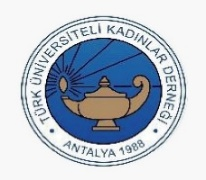 TÜRK ÜNİVERSİTELİ KADINLAR DERNEĞİ
ANTALYA 1988